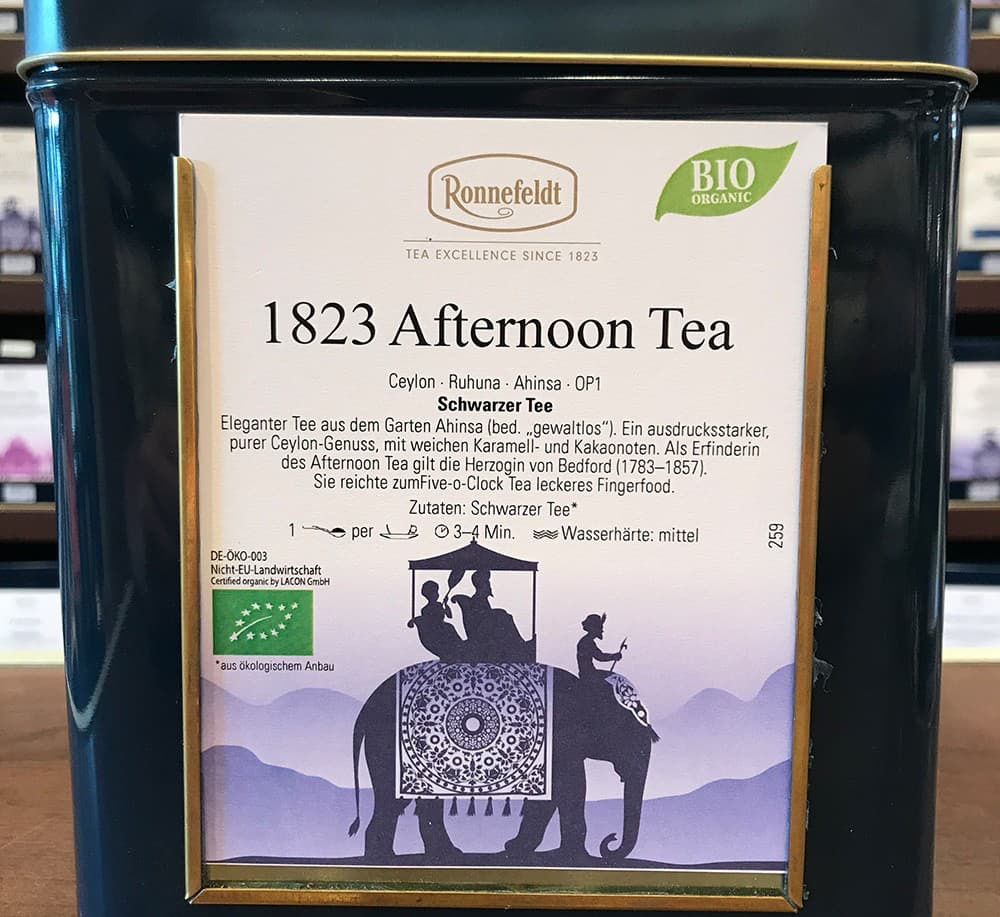 Ronnefeldt
BIO
ORGANIC
TEA EXCELLENCE SINCE 1823
1823 Afternoon Tea
Ceylon · Ruhuna · Ahinsa · OP1
Schwarzer Tee
Eleganter Tee aus dem Garten Ahinsa (bed. „gewaltlos“). Ein ausdrucksstarker,
purer Ceylon-Genuss, mit weichen Karamell- und Kakaonoten. Als Erfinderin
des Afternoon Tea gilt die Herzogin von Bedford (1783–1857).
Sie reichte zumFive-o-Clock Tea leckeres Fingerfood.
Zutaten: Schwarzer Tee*
1 per 3–4 Min. Wasserhärte: mittel
259
DE-ÖKO-003
Nicht-EU-Landwirtschaft
Certified organic by LACON GmbH
*aus ökologischem Anbau